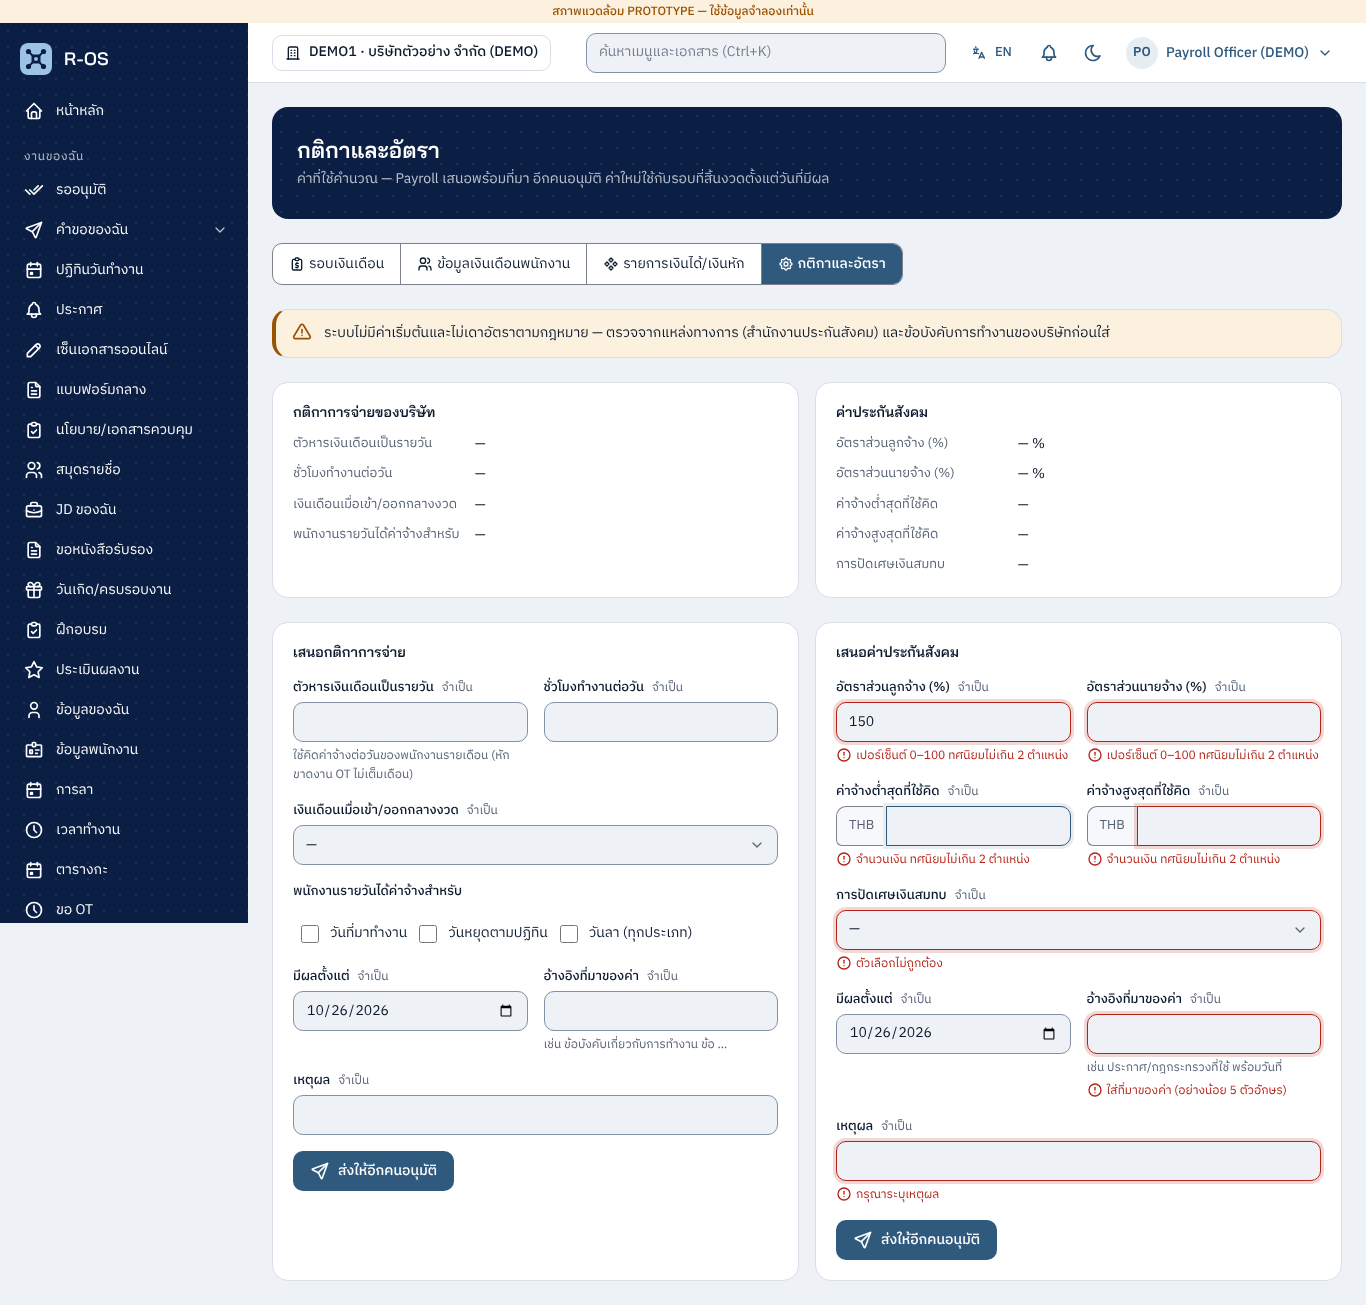 สภาพแวดล้อม PROTOTYPE — ใช้ข้อมูลจำลองเท่านั้น
R-OS
DEMO1 · บริษัทตัวอย่าง จำกัด (DEMO)
ค้นหาเมนูและเอกสาร (Ctrl+K)
EN
PO
Payroll Officer (DEMO)
หน้าหลัก
งานของฉัน
รออนุมัติ
คำขอของฉัน
ปฏิทินวันทำงาน
ประกาศ
เซ็นเอกสารออนไลน์
แบบฟอร์มกลาง
นโยบาย/เอกสารควบคุม
สมุดรายชื่อ
JD ของฉัน
ขอหนังสือรับรอง
วันเกิด/ครบรอบงาน
ฝึกอบรม
ประเมินผลงาน
ข้อมูลของฉัน
ข้อมูลพนักงาน
การลา
เวลาทำงาน
ตารางกะ
ขอ OT
กติกาและอัตรา
ค่าที่ใช้คำนวณ — Payroll เสนอพร้อมที่มา อีกคนอนุมัติ ค่าใหม่ใช้กับรอบที่สิ้นงวดตั้งแต่วันที่มีผล
รอบเงินเดือน
ข้อมูลเงินเดือนพนักงาน
รายการเงินได้/เงินหัก
กติกาและอัตรา
ระบบไม่มีค่าเริ่มต้นและไม่เดาอัตราตามกฎหมาย — ตรวจจากแหล่งทางการ (สำนักงานประกันสังคม) และข้อบังคับการทำงานของบริษัทก่อนใส่
กติกาการจ่ายของบริษัท
ตัวหารเงินเดือนเป็นรายวัน —
ชั่วโมงทำงานต่อวัน —
เงินเดือนเมื่อเข้า/ออกกลางงวด —
พนักงานรายวันได้ค่าจ้างสำหรับ —
ค่าประกันสังคม
อัตราส่วนลูกจ้าง (%) — %
อัตราส่วนนายจ้าง (%) — %
ค่าจ้างต่ำสุดที่ใช้คิด —
ค่าจ้างสูงสุดที่ใช้คิด —
การปัดเศษเงินสมทบ —
เสนอกติกาการจ่าย
ตัวหารเงินเดือนเป็นรายวัน จำเป็น
ชั่วโมงทำงานต่อวัน จำเป็น
ใช้คิดค่าจ้างต่อวันของพนักงานรายเดือน (หัก
ขาดงาน OT ไม่เต็มเดือน)
เงินเดือนเมื่อเข้า/ออกกลางงวด จำเป็น
—
พนักงานรายวันได้ค่าจ้างสำหรับ
วันที่มาทำงาน
วันหยุดตามปฏิทิน
วันลา (ทุกประเภท)
มีผลตั้งแต่ จำเป็น
อ้างอิงที่มาของค่า จำเป็น
10/26/2026
เช่น ข้อบังคับเกี่ยวกับการทำงาน ข้อ ...
เหตุผล จำเป็น
ส่งให้อีกคนอนุมัติ
เสนอค่าประกันสังคม
อัตราส่วนลูกจ้าง (%) จำเป็น
อัตราส่วนนายจ้าง (%) จำเป็น
150
เปอร์เซ็นต์ 0–100 ทศนิยมไม่เกิน 2 ตำแหน่ง
เปอร์เซ็นต์ 0–100 ทศนิยมไม่เกิน 2 ตำแหน่ง
ค่าจ้างต่ำสุดที่ใช้คิด จำเป็น
ค่าจ้างสูงสุดที่ใช้คิด จำเป็น
THB
THB
จำนวนเงิน ทศนิยมไม่เกิน 2 ตำแหน่ง
จำนวนเงิน ทศนิยมไม่เกิน 2 ตำแหน่ง
การปัดเศษเงินสมทบ จำเป็น
—
ตัวเลือกไม่ถูกต้อง
มีผลตั้งแต่ จำเป็น
อ้างอิงที่มาของค่า จำเป็น
10/26/2026
เช่น ประกาศ/กฎกระทรวงที่ใช้ พร้อมวันที่
ใส่ที่มาของค่า (อย่างน้อย 5 ตัวอักษร)
เหตุผล จำเป็น
กรุณาระบุเหตุผล
ส่งให้อีกคนอนุมัติ